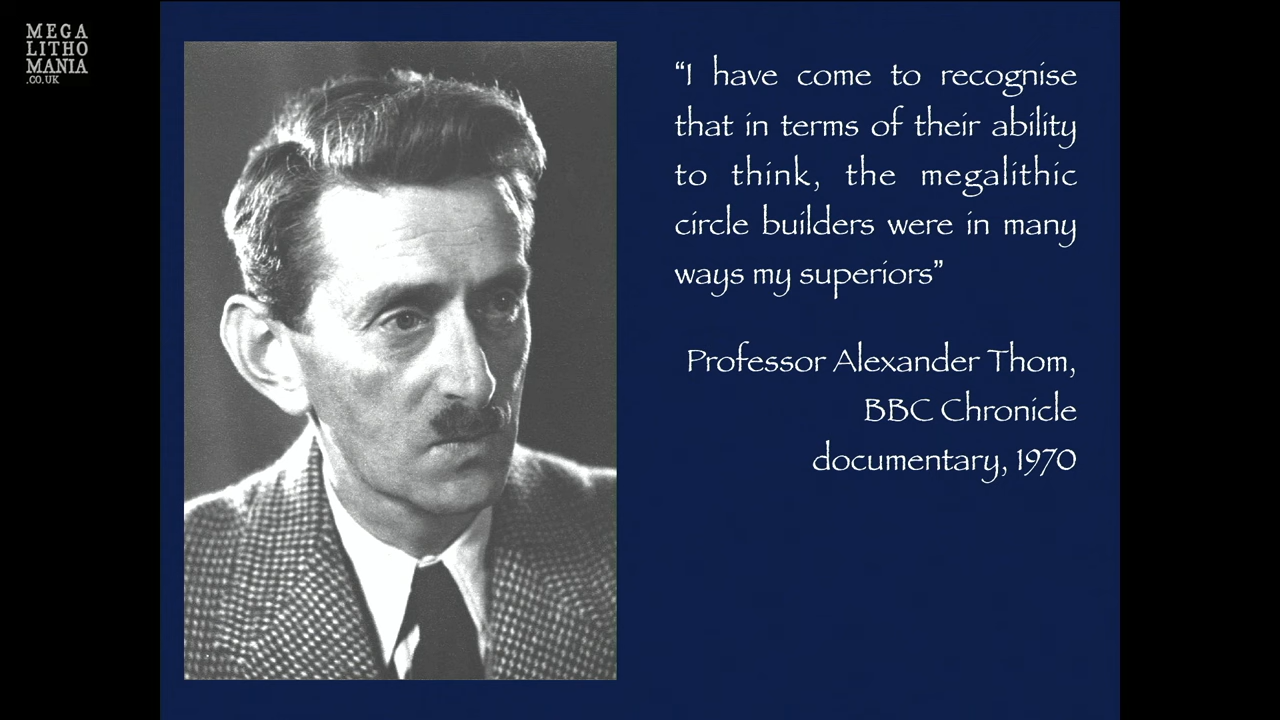 MEGA
LITHO
MANIA
.CO.UK
“I have come to recognise
that in terms of their ability
to think, the megalithic
circle builders were in many
ways my superiors”
Professor Alexander Thom,
BBC Chronicle
documentary, 1970